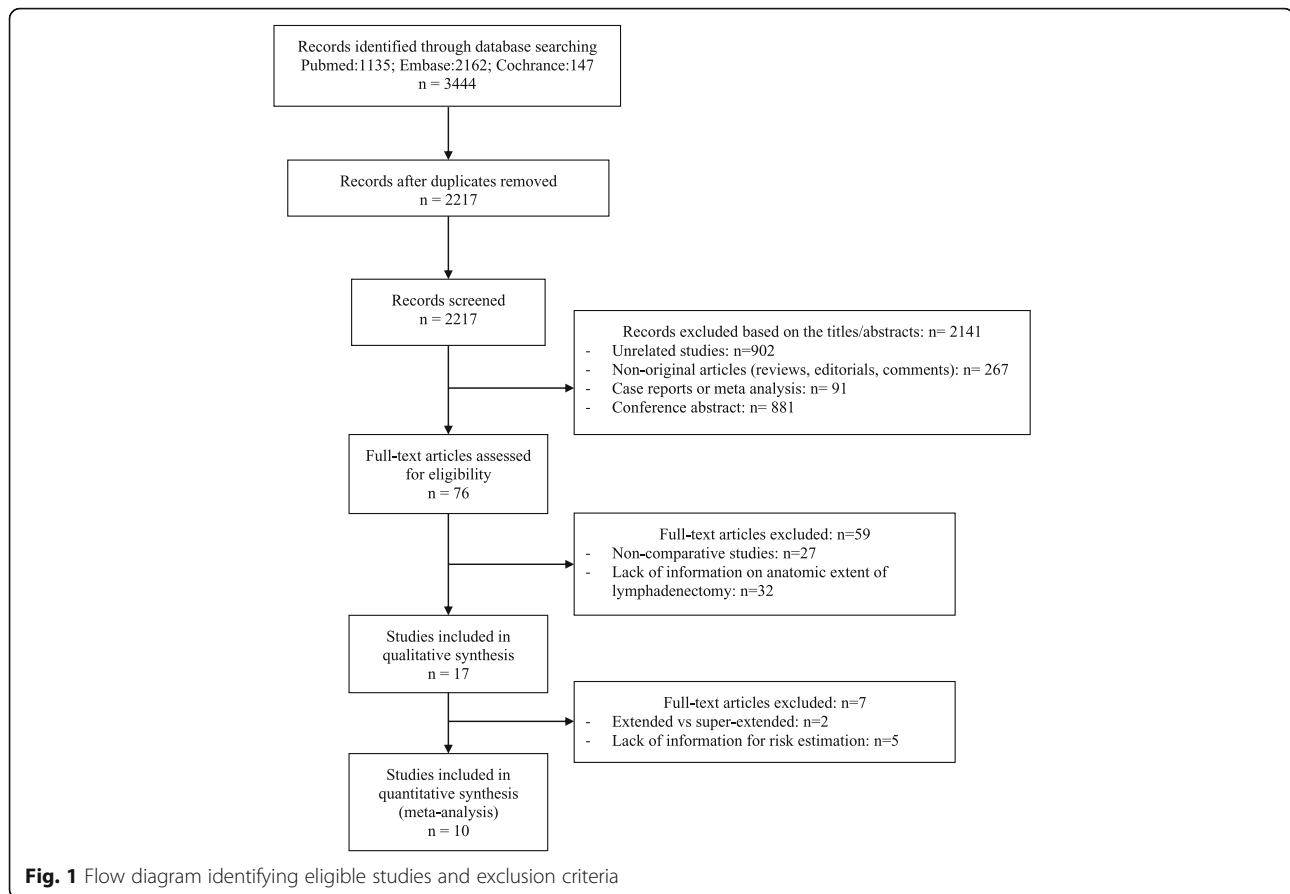 Records identified through database searching
Pubmed:1135; Embase:2162; Cochrance:147
n = 3444
Records after duplicates removed
n = 2217
Records screened
n = 2217
Records excluded based on the titles/abstracts: n= 2141
- Unrelated studies: n=902
- Non-original articles (reviews, editorials, comments): n= 267
- Case reports or meta analysis: n= 91
- Conference abstract: n= 881
Full-text articles assessed
for eligibility
n = 76
Full-text articles excluded: n=59
- Non-comparative studies: n=27
- Lack of information on anatomic extent of
lymphadenectomy: n=32
Studies included in
qualitative synthesis
n = 17
Full-text articles excluded: n=7
- Extended vs super-extended: n=2
- Lack of information for risk estimation: n=5
Studies included in
quantitative synthesis
(meta-analysis)
n = 10
Fig. 1 Flow diagram identifying eligible studies and exclusion criteria